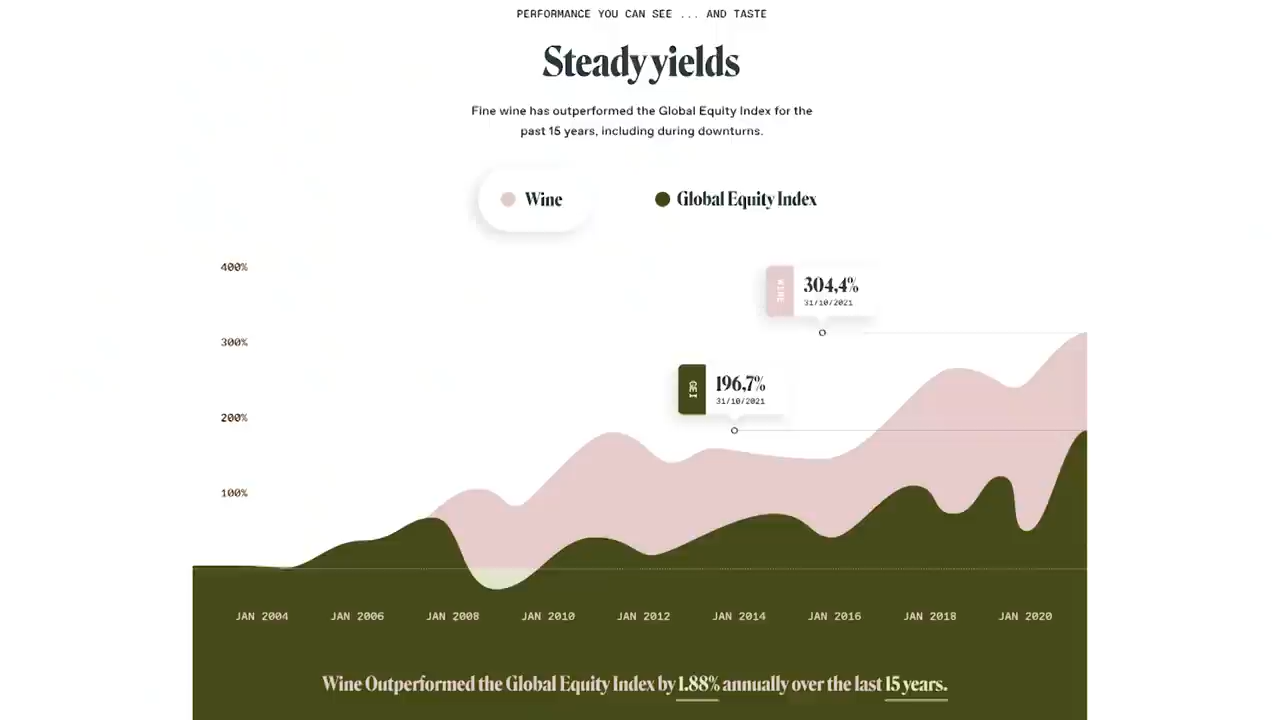 PERFORMANCE YOU CAN SEE ... AND TASTE
Steady yields
Fine wine has outperformed the Global Equity Index for the
past 15 years, including during downturns.
Wine
Global Equity Index
400%
WINE
304,4%
31/10/2021
300%
GEI
196,7%
31/10/2021
200%
100%
JAN 2004
JAN 2006
JAN 2008
JAN 2010
JAN 2012
JAN 2014
JAN 2016
JAN 2018
JAN 2020
Wine Outperformed the Global Equity Index by 1.88% annually over the last 15 years.